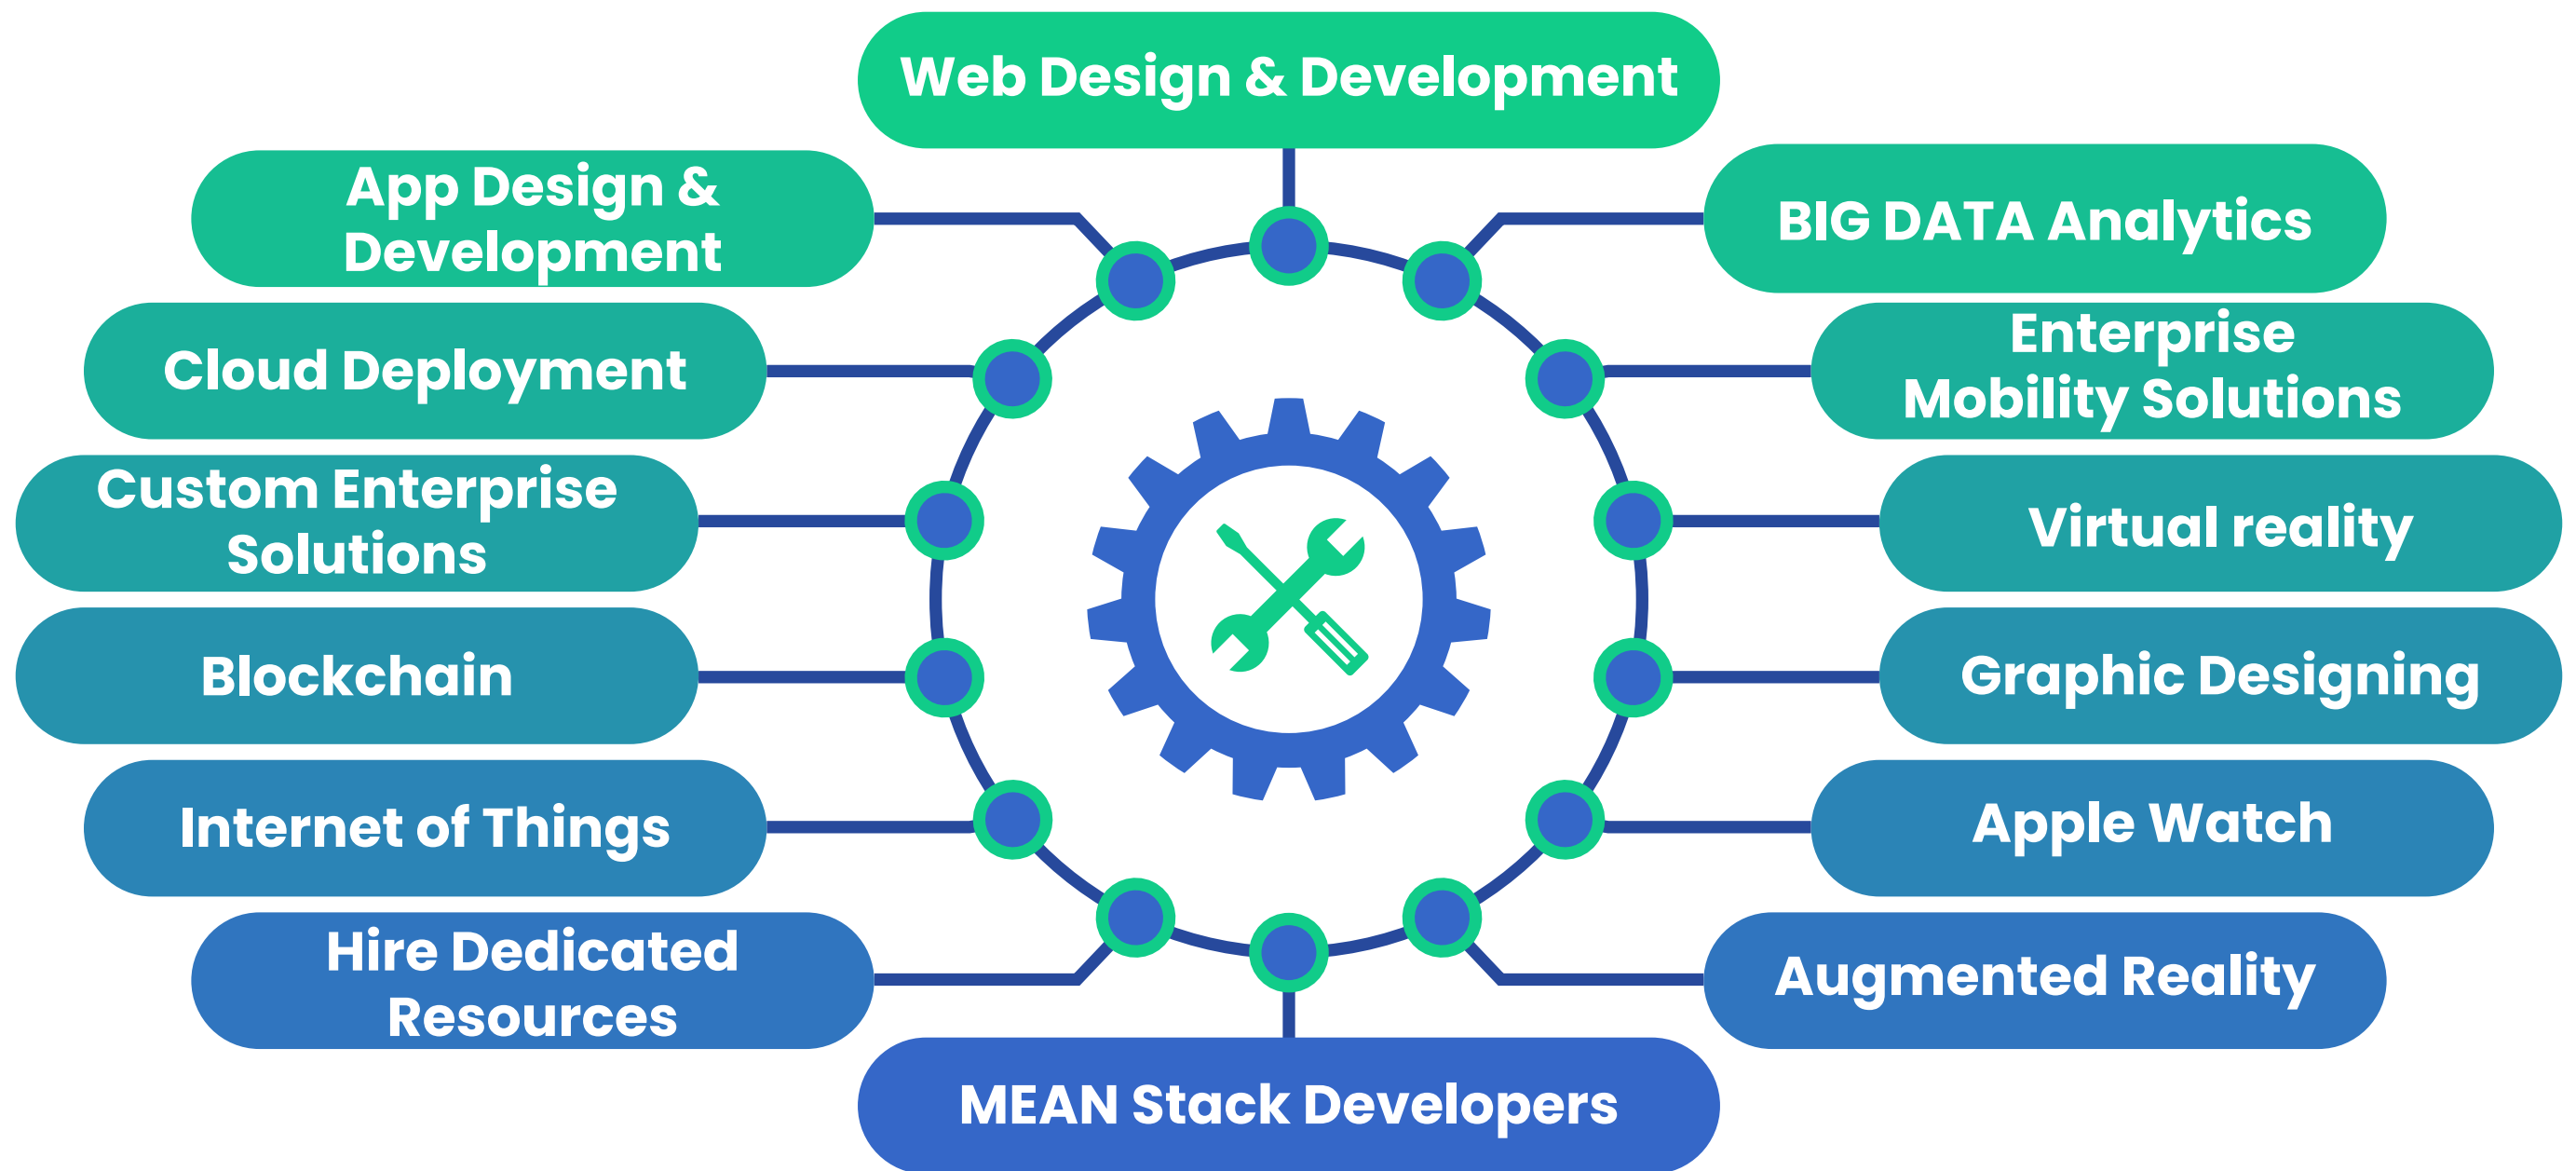 Web Design & Development
App Design &
Development
BIG DATA Analytics
Cloud Deployment
Enterprise
Mobility Solutions
Custom Enterprise
Solutions
Virtual reality
Blockchain
Graphic Designing
Internet of Things
Apple Watch
Hire Dedicated
Resources
Augmented Reality
MEAN Stack Developers